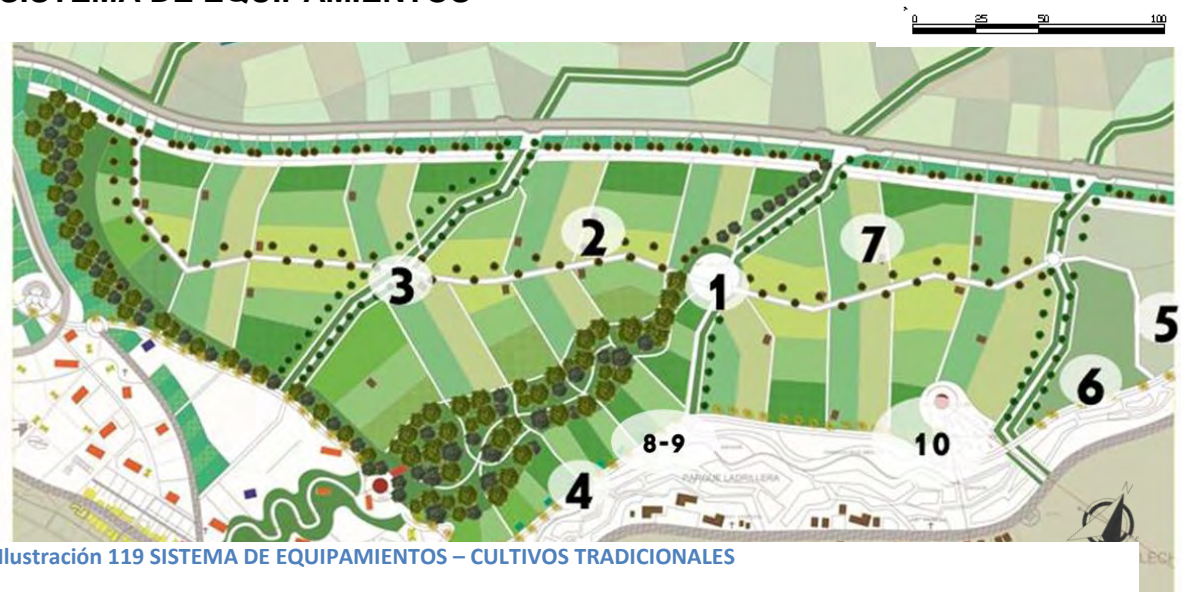 SISTEMA DE EQUIPAMIENTOS
0 25 50 100
2
7
3
1
5
6
8-9
10
4
PARQUE LADRILLERA
N
Ilustración 119 SISTEMA DE EQUIPAMIENTOS – CULTIVOS TRADICIONALES
LECH